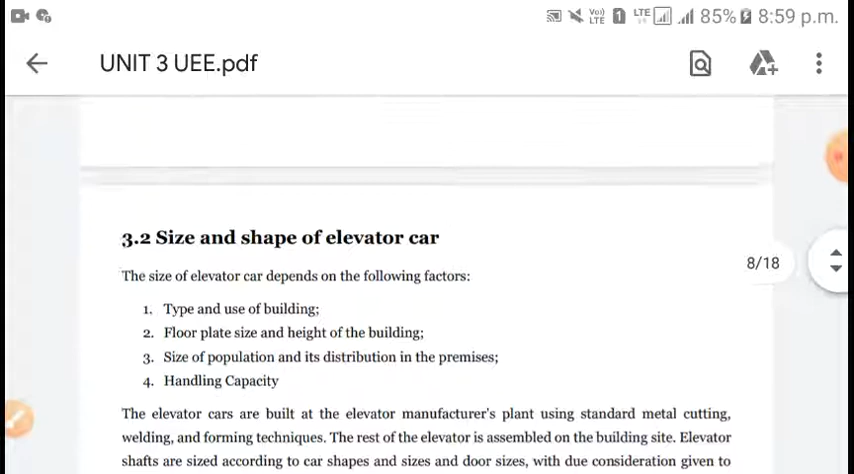 Vo) LTE 1 LTE 85% 8:59 p.m.
UNIT 3 UEE.pdf
3.2 Size and shape of elevator car
8/18
The size of elevator car depends on the following factors:
1. Type and use of building;
2. Floor plate size and height of the building;
3. Size of population and its distribution in the premises;
4. Handling Capacity
The elevator cars are built at the elevator manufacturer's plant using standard metal cutting,
welding, and forming techniques. The rest of the elevator is assembled on the building site. Elevator
shafts are sized according to car shapes and sizes and door sizes, with due consideration given to